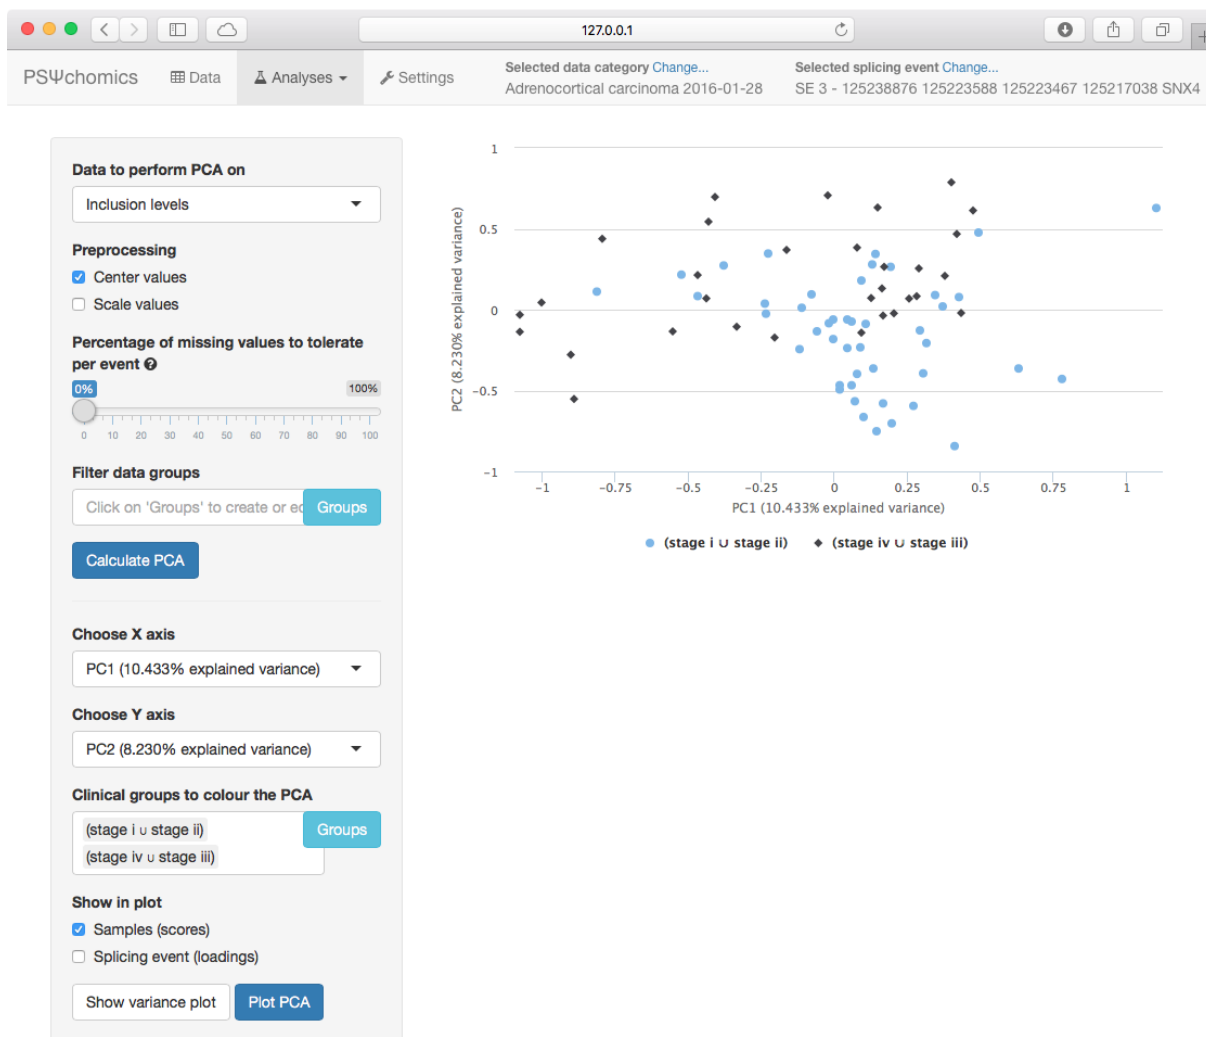 127.0.0.1
PSΨchomics
Data
Analyses
Settings
Selected data category Change...
Adrenocortical carcinoma 2016-01-28
Selected splicing event Change...
SE 3 - 125238876 125223588 125223467 125217038 SNX4
Data to perform PCA on
Inclusion levels
Preprocessing
Center values
Scale values
Percentage of missing values to tolerate
per event
0%
100%
0 10 20 30 40 50 60 70 80 90 100
Filter data groups
Click on 'Groups' to create or ed
Groups
Calculate PCA
Choose X axis
PC1 (10.433% explained variance)
Choose Y axis
PC2 (8.230% explained variance)
Clinical groups to colour the PCA
(stage i ∪ stage ii)
(stage iv ∪ stage iii)
Groups
Show in plot
Samples (scores)
Splicing event (loadings)
Show variance plot
Plot PCA
PC2 (8.230% explained variance)
1
0.5
0
−0.5
−1
−1 −0.75 −0.5 −0.25 0 0.25 0.5 0.75 1
PC1 (10.433% explained variance)
(stage i ∪ stage ii) (stage iv ∪ stage iii)